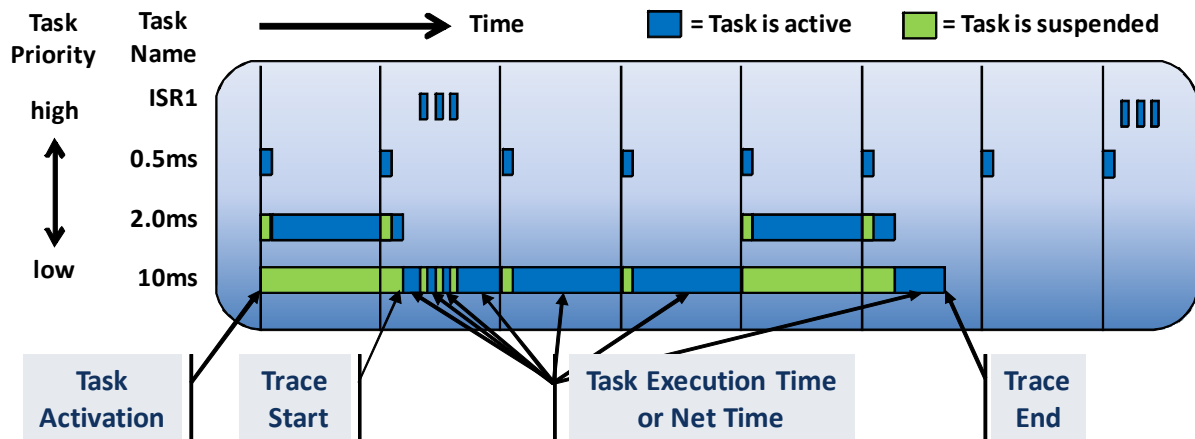 Task
Priority
Task
Name
Time
= Task is active
= Task is suspended
high
low
ISR1
0.5ms
2.0ms
10ms
Task
Activation
Trace
Start
Task Execution Time
or Net Time
Trace
End